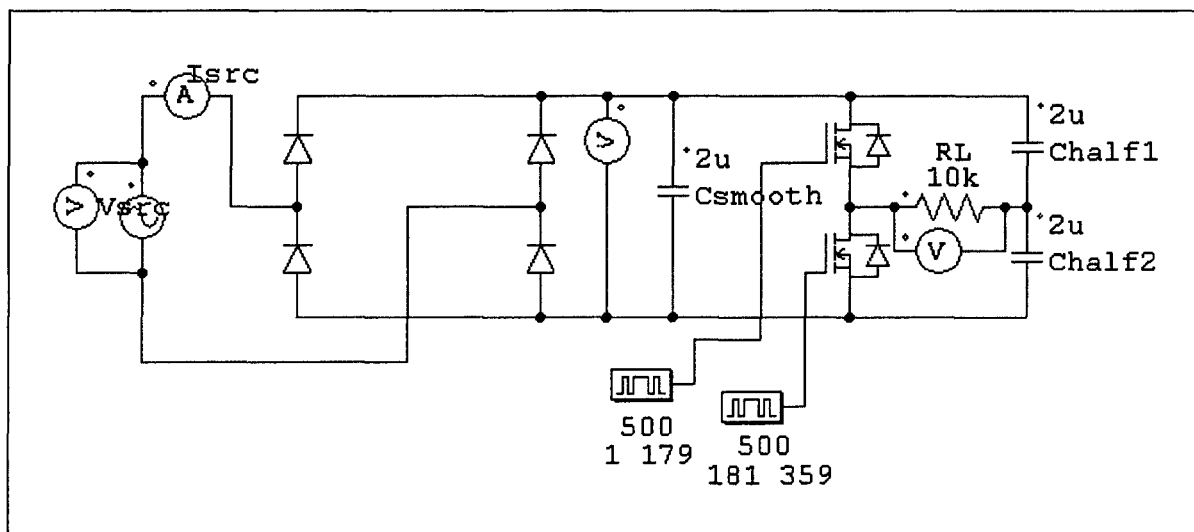 Isrc
A
V
Vsrc
V
2u
Csmooth
RL
10k
V
2u
Chalf1
2u
Chalf2
500
1 179
500
181 359